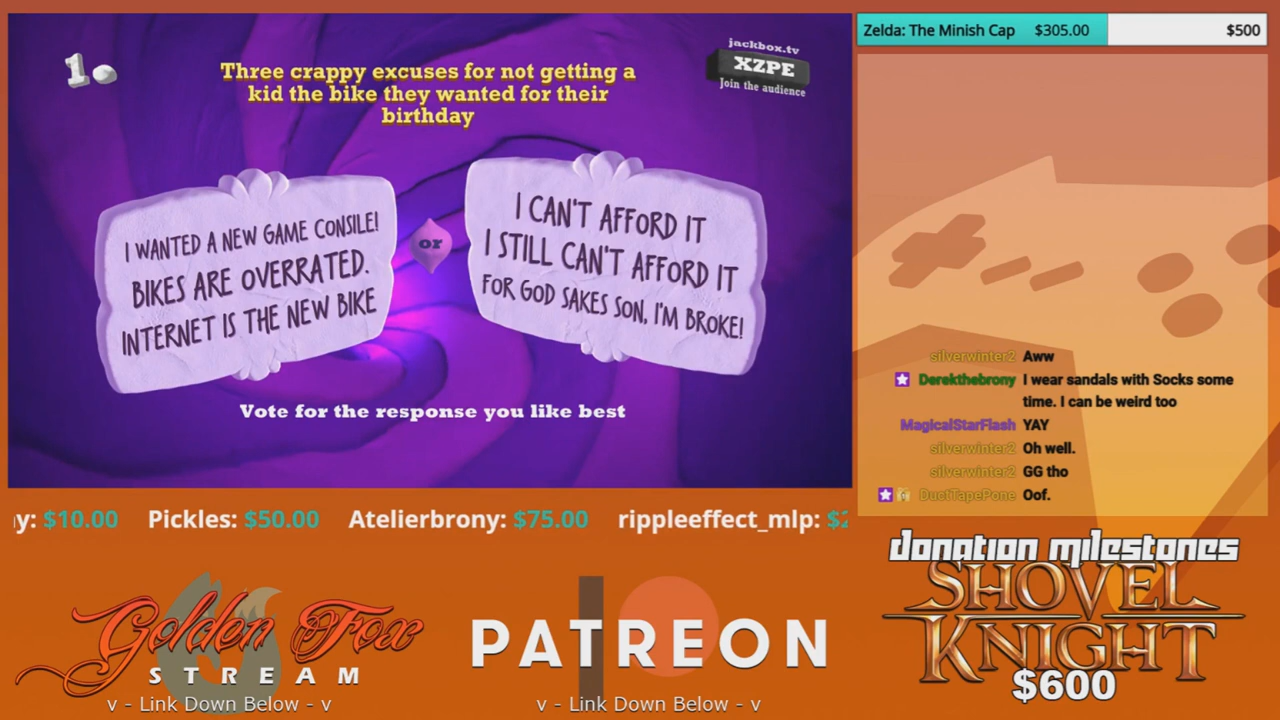 Zelda: The Minish Cap $305.00 $500
1.
Three crappy excuses for not getting a
kid the bike they wanted for their
birthday
jackbox.tv
XZPE
Join the audience
I WANTED A NEW GAME CONSILE!
BIKES ARE OVERRATED.
INTERNET IS THE NEW BIKE
or
I CAN'T AFFORD IT
I STILL CAN'T AFFORD IT
FOR GOD SAKES SON, I'M BROKE!
Vote for the response you like best
silverwinter2 Aww
Derekthebrony I wear sandals with Socks some
time. I can be weird too
MagicalStarFlash YAY
silverwinter2 Oh well.
silverwinter2 GG tho
DuctTapePone Oof.
y: $10.00 Pickles: $50.00 Atelierbrony: $75.00 rippleeffect_mlp: $2
Golden Fox
STREAM
v - Link Down Below - v
PATREON
v - Link Down Below - v
donation milestones
SHOVEL
KNIGHT
$600